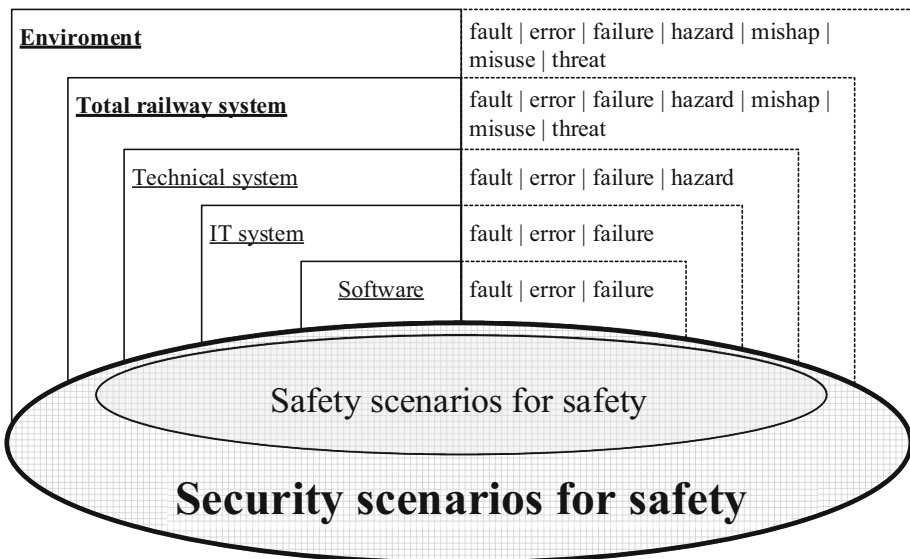 Enviroment
fault | error | failure | hazard | mishap |
misuse | threat
Total railway system
fault | error | failure | hazard | mishap |
misuse | threat
Technical system
fault | error | failure | hazard
IT system
fault | error | failure
Software
fault | error | failure
Safety scenarios for safety
Security scenarios for safety